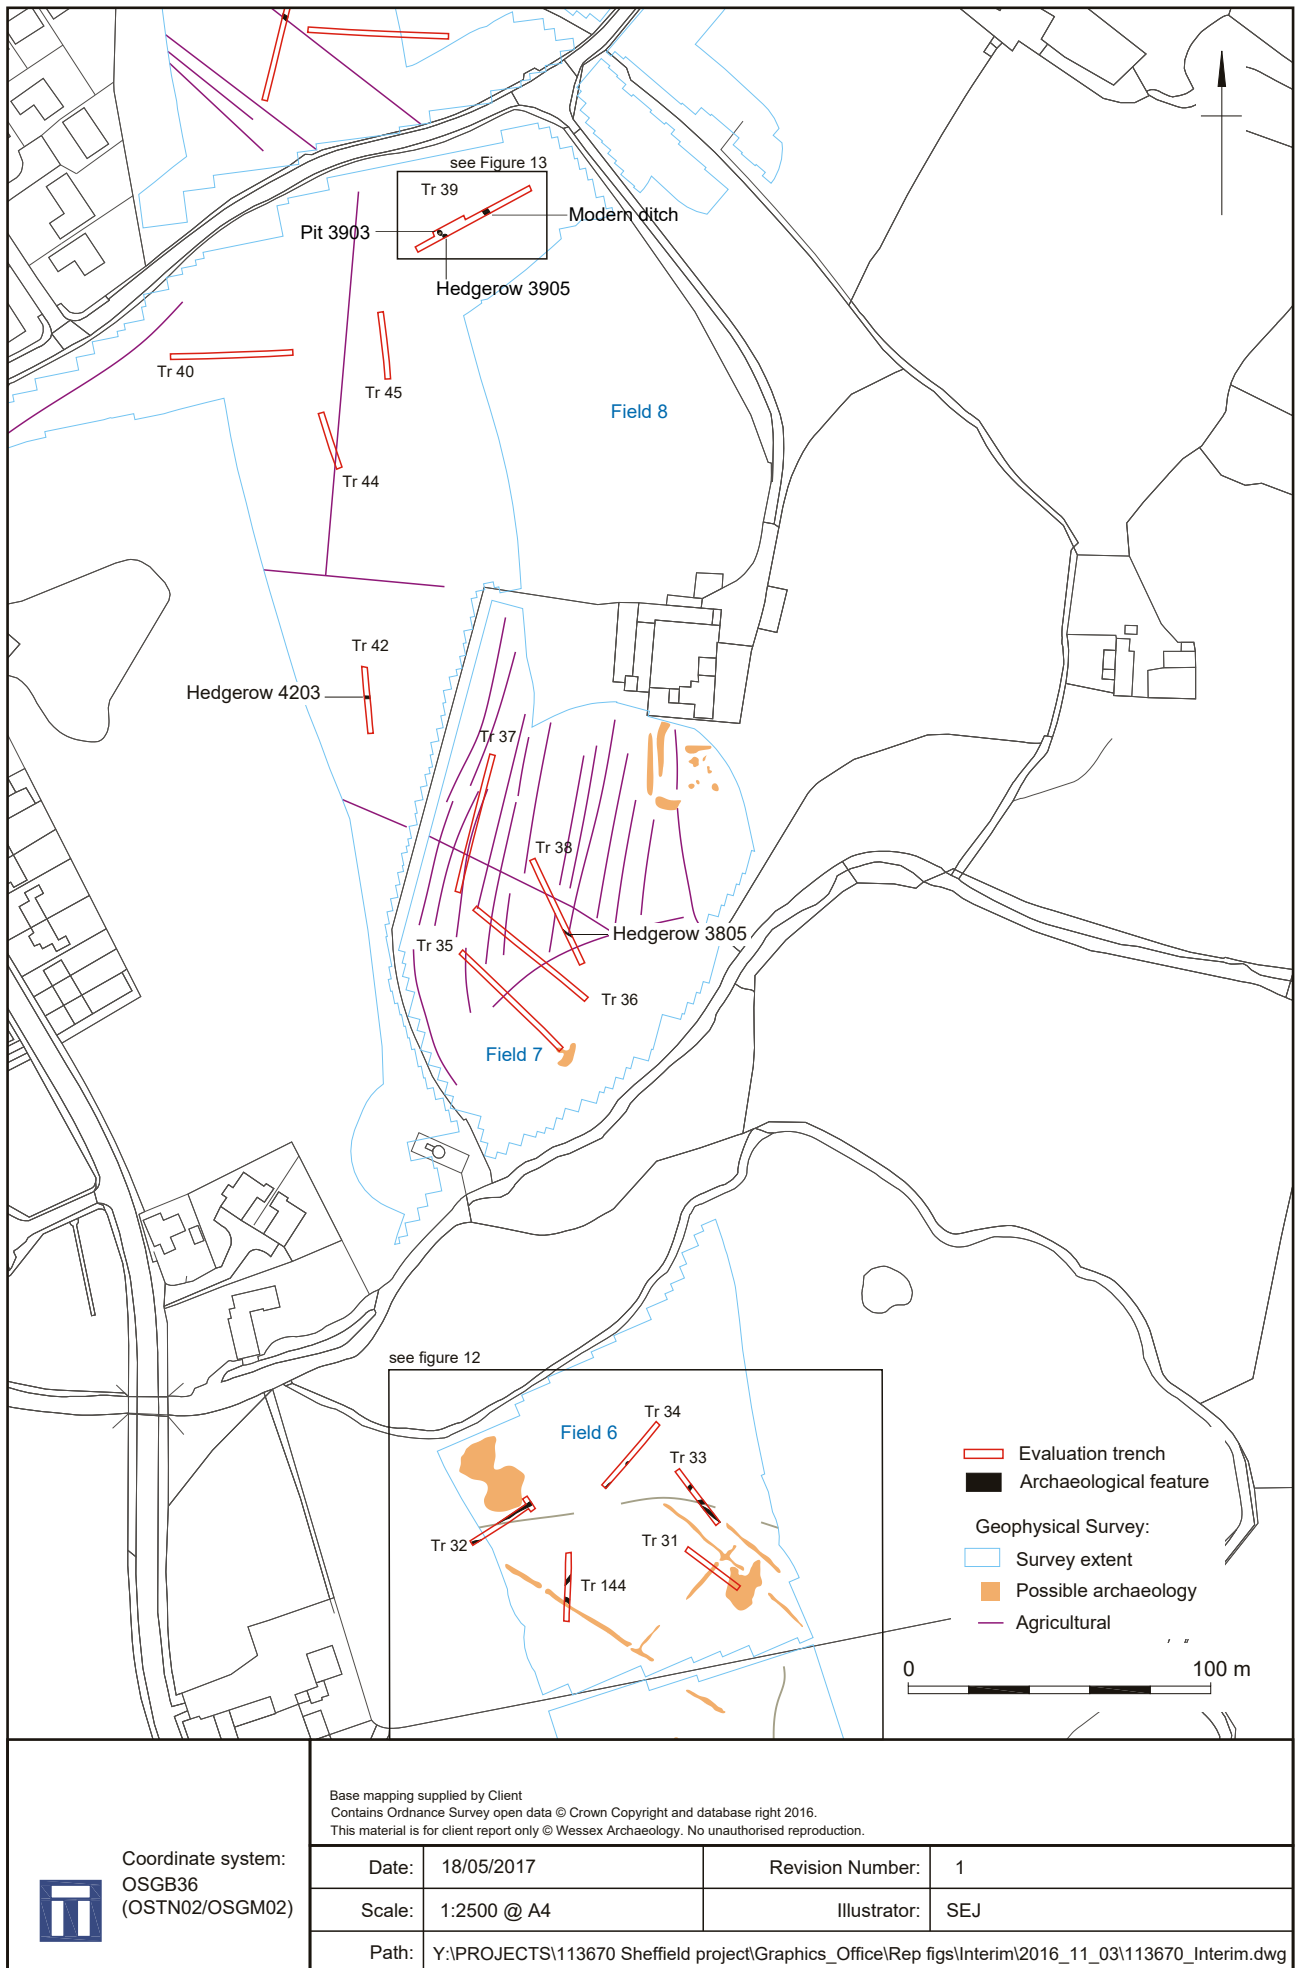 see Figure 13
Tr 39
Modern ditch
Pit 3903
Hedgerow 3905
Tr 40
Tr 45
Field 8
Tr 44
Tr 42
Hedgerow 4203
Tr 37
Tr 38
Hedgerow 3805
Tr 35
Tr 36
Field 7
see figure 12
Tr 34
Field 6
Tr 33
Tr 32
Tr 31
Tr 144
Evaluation trench
Archaeological feature
Geophysical Survey:
Survey extent
Possible archaeology
Agricultural
0 100 m
Base mapping supplied by Client
Contains Ordnance Survey open data © Crown Copyright and database right 2016.
This material is for client report only © Wessex Archaeology. No unauthorised reproduction.
Coordinate system:
OSGB36
(OSTN02/OSGM02)
Date: 18/05/2017 Revision Number: 1
Scale: 1:2500 @ A4 Illustrator: SEJ
Path: Y:\PROJECTS\113670 Sheffield project\Graphics_Office\Rep figs\Interim\2016_11_03\113670_Interim.dwg